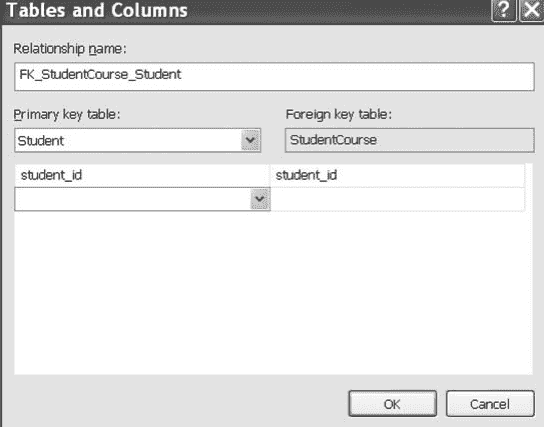 Tables and Columns
Relationship name:
FK_StudentCourse_Student
Primary key table:
Foreign key table:
Student
StudentCourse
student_id
student_id
OK
Cancel